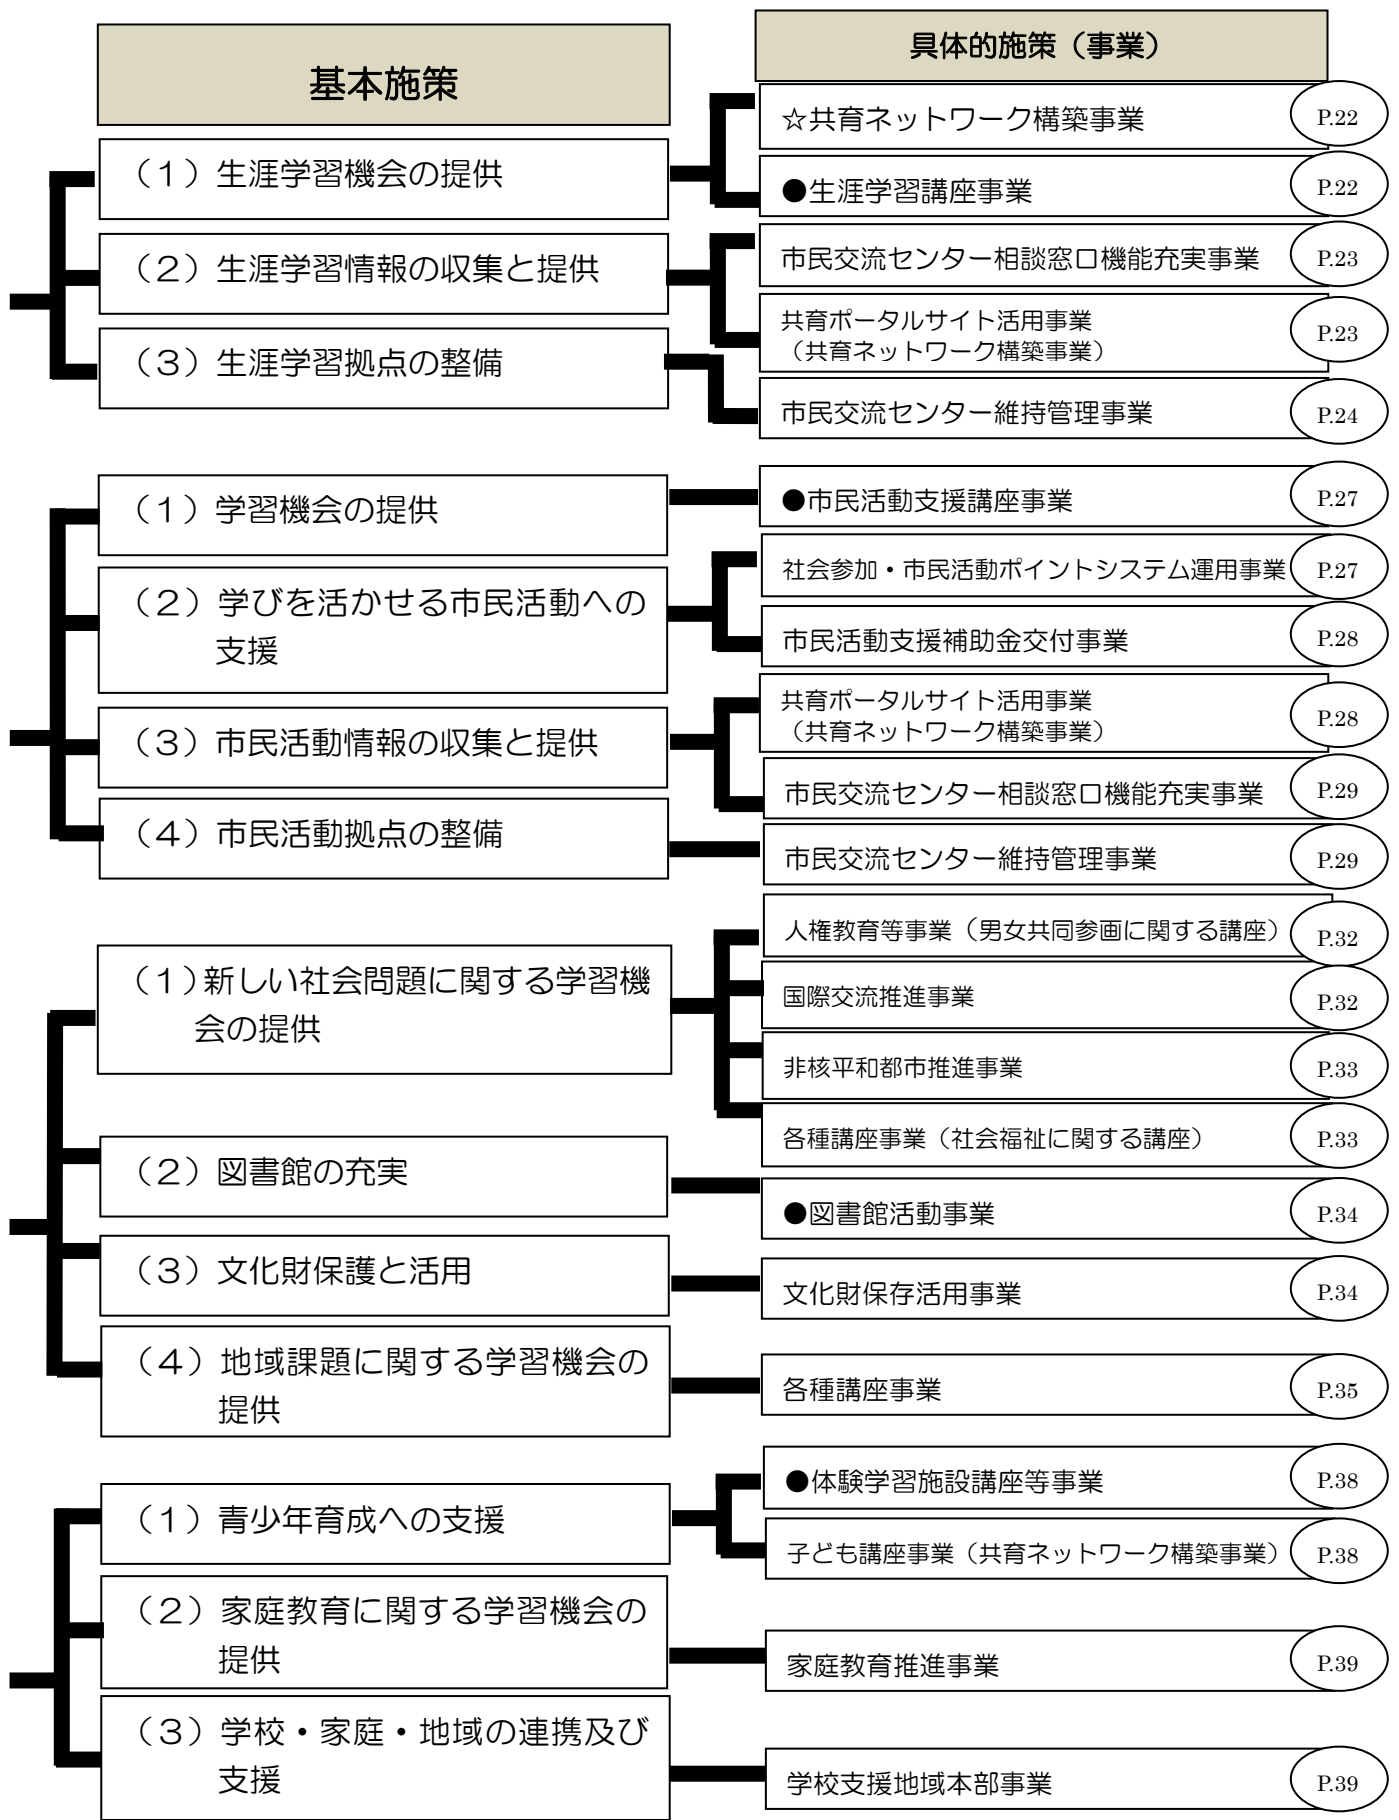 基本施策
具体的施策（事業）
（１）生涯学習機会の提供
☆共育ネットワーク構築事業
P.22
●生涯学習講座事業
P.22
（２）生涯学習情報の収集と提供
市民交流センター相談窓口機能充実事業
P.23
共育ポータルサイト活用事業
（共育ネットワーク構築事業）
P.23
（３）生涯学習拠点の整備
市民交流センター維持管理事業
P.24
（１）学習機会の提供
●市民活動支援講座事業
P.27
（２）学びを活かせる市民活動への
支援
社会参加・市民活動ポイントシステム運用事業
P.27
市民活動支援補助金交付事業
P.28
（３）市民活動情報の収集と提供
共育ポータルサイト活用事業
（共育ネットワーク構築事業）
P.28
市民交流センター相談窓口機能充実事業
P.29
（４）市民活動拠点の整備
市民交流センター維持管理事業
P.29
（１）新しい社会問題に関する学習機
会の提供
人権教育等事業（男女共同参画に関する講座）
P.32
国際交流推進事業
P.32
非核平和都市推進事業
P.33
各種講座事業（社会福祉に関する講座）
P.33
（２）図書館の充実
●図書館活動事業
P.34
（３）文化財保護と活用
文化財保存活用事業
P.34
（４）地域課題に関する学習機会の
提供
各種講座事業
P.35
（１）青少年育成への支援
●体験学習施設講座等事業
P.38
子ども講座事業（共育ネットワーク構築事業）
P.38
（２）家庭教育に関する学習機会の
提供
家庭教育推進事業
P.39
（３）学校・家庭・地域の連携及び
支援
学校支援地域本部事業
P.39